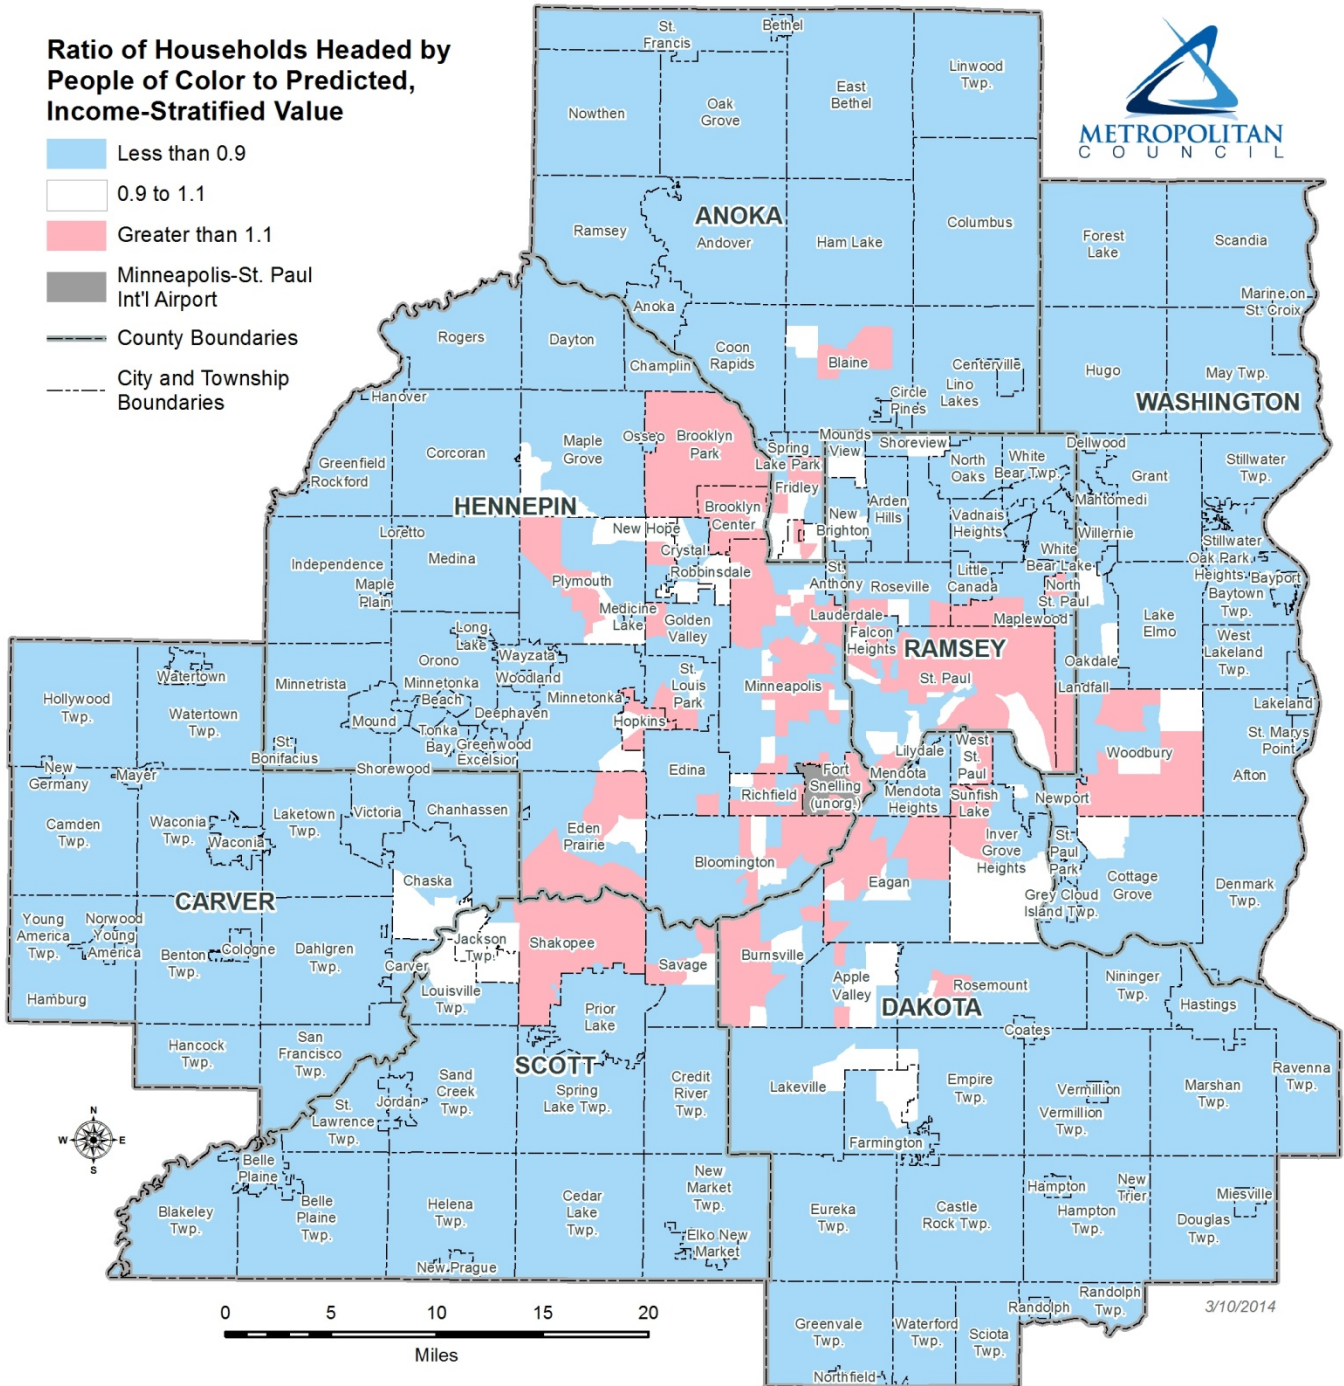 Ratio of Households Headed by
People of Color to Predicted,
Income-Stratified Value
Less than 0.9
0.9 to 1.1
Greater than 1.1
Minneapolis-St. Paul
Int'l Airport
County Boundaries
City and Township
Boundaries
METROPOLITAN
COUNCIL
St.
Francis
Bethel
Linwood
Twp.
Nowthen
Oak
Grove
East
Bethel
Ramsey
ANOKA
Andover
Ham Lake
Columbus
Forest
Lake
Scandia
Marine on
St. Croix
Anoka
Rogers
Dayton
Champlin
Coon
Rapids
Blaine
Centerville
Circle
Pines
Lino
Lakes
Hugo
May Twp.
WASHINGTON
Hanover
Corcoran
Maple
Grove
Osseo
Brooklyn
Park
Spring
Lake Park
Mounds
View
Shoreview
North
Oaks
White
Bear Twp.
Dellwood
Grant
Stillwater
Twp.
Greenfield
Rockford
HENNEPIN
Brooklyn
Center
Fridley
New
Brighton
Arden
Hills
Vadnais
Heights
Mahtomedi
Willernie
Stillwater
Loretto
Medina
New Hope
Crystal
Robbinsdale
St.
Anthony
Roseville
Little
Canada
White
Bear Lake
North
St. Paul
Oak Park
Heights
Bayport
Baytown
Twp.
Independence
Maple
Plain
Plymouth
Medicine
Lake
Golden
Valley
Lauderdale
Falcon
Heights
Maplewood
RAMSEY
St. Paul
Oakdale
Landfall
Lake
Elmo
West
Lakeland
Twp.
Long
Lake
Wayzata
Orono
Woodland
Minnetonka
Beach
Minnetonka
St.
Louis
Park
Minneapolis
Hollywood
Twp.
Watertown
Watertown
Twp.
Minnetrista
Mound
Deephaven
Tonka
Bay
Greenwood
Excelsior
Hopkins
Lakeland
St. Marys
Point
Woodbury
Afton
St.
Bonifacius
Shorewood
Edina
Richfield
Fort
Snelling
(unorg.)
Lilydale
Mendota
Mendota
Heights
West
St.
Paul
Sunfish
Lake
Newport
New
Germany
Mayer
Camden
Twp.
Waconia
Twp.
Waconia
Laketown
Twp.
Victoria
Chanhassen
Eden
Prairie
Bloomington
Eagan
Inver
Grove
Heights
St.
Paul
Park
Grey Cloud
Island Twp.
Cottage
Grove
Denmark
Twp.
Chaska
CARVER
Young
America
Twp.
Norwood
Young
America
Benton
Twp.
Cologne
Dahlgren
Twp.
Carver
Jackson
Twp.
Louisville
Twp.
Shakopee
Savage
Burnsville
Apple
Valley
Rosemount
Nininger
Twp.
Hastings
Hamburg
Hancock
Twp.
San
Francisco
Twp.
Prior
Lake
SCOTT
DAKOTA
Coates
Sand
Creek
Twp.
Spring
Lake Twp.
Credit
River
Twp.
Lakeville
Empire
Twp.
Vermillion
Vermillion
Twp.
Marshan
Twp.
Ravenna
Twp.
St.
Lawrence
Twp.
Jordan
Farmington
N
W
E
S
Belle
Plaine
Blakeley
Twp.
Belle
Plaine
Twp.
Helena
Twp.
New Prague
Cedar
Lake
Twp.
New
Market
Twp.
Elko New
Market
Eureka
Twp.
Castle
Rock Twp.
Hampton
Hampton
Twp.
New
Trier
Miesville
Douglas
Twp.
0 5 10 15 20
Miles
Greenvale
Twp.
Waterford
Twp.
Sciota
Twp.
Randolph
Randolph
Twp.
Northfield
3/10/2014